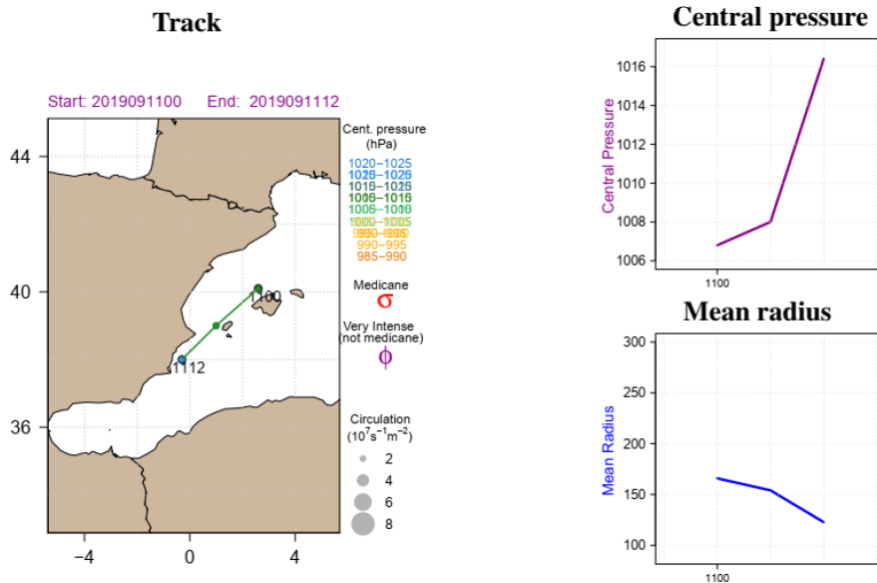 Track
Start: 2019091100 End: 2019091112
44
40
36
−4
0
4
1100
1112
Cent. pressure
(hPa)
1020−1025
990−995
985−990
Medicane
σ
Very Intense
(not medicane)
ϕ
Circulation
(10⁷s⁻¹m⁻²)
2
4
6
8
Central pressure
Central Pressure
1016
1014
1012
1010
1008
1006
1100
Mean radius
Mean Radius
300
250
200
150
100
1100